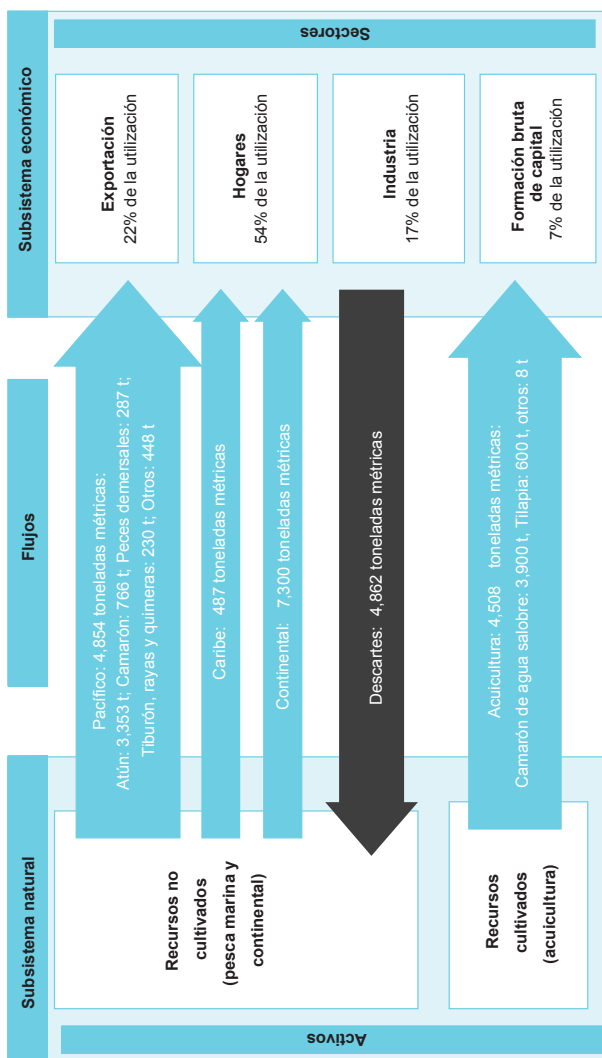 Subsistema natural
Flujos
Subsistema económico
Activos
Recursos no
cultivados
(pesca marina y
continental)
Recursos
cultivados
(acuicultura)
Pacífico: 4,854 toneladas métricas:
Atún: 3,353 t; Camarón: 766 t; Peces demersales: 287 t;
Tiburón, rayas y quimeras: 230 t; Otros: 448 t
Caribe: 487 toneladas métricas
Continental: 7,300 toneladas métricas
Descartes: 4,862 toneladas métricas
Acuicultura: 4,508 toneladas métricas:
Camarón de agua salobre: 3,900 t, Tilapia: 600 t, otros: 8 t
Exportación
22% de la utilización
Hogares
54% de la utilización
Industria
17% de la utilización
Formación bruta
de capital
7% de la utilización
Sectores